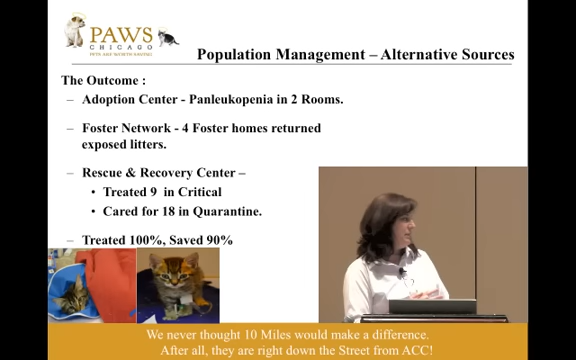 PAWS
CHICAGO
PETS ARE WORTH SAVING
Population Management – Alternative Sources
The Outcome :
– Adoption Center - Panleukopenia in 2 Rooms.
– Foster Network - 4 Foster homes returned
exposed litters.
– Rescue & Recovery Center –
• Treated 9 in Critical
• Cared for 18 in Quarantine.
– Treated 100%, Saved 90%
We never thought 10 Miles would make a difference.
After all, they are right down the Street from ACC!